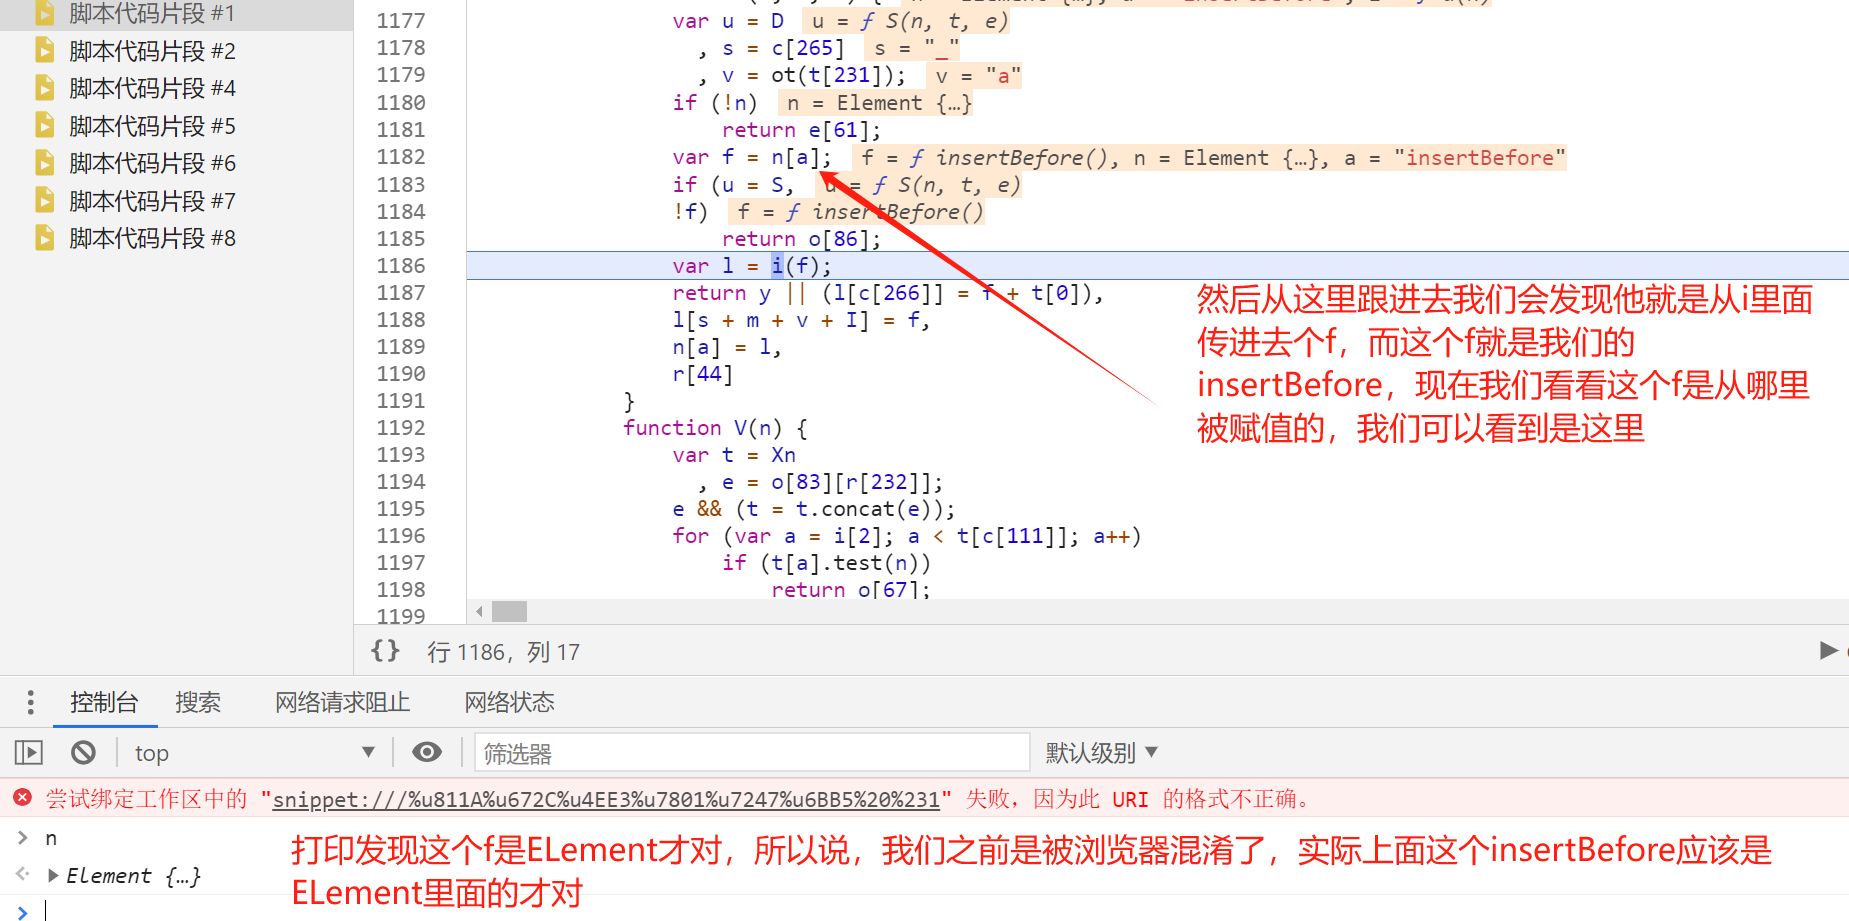 脚本代码片段 #1
脚本代码片段 #2
脚本代码片段 #4
脚本代码片段 #5
脚本代码片段 #6
脚本代码片段 #7
脚本代码片段 #8
1177 var u = D u = ƒ S(n, t, e)
1178 , s = c[265] s = "_"
1179 , v = ot(t[231]); v = "a"
1180 if (!n) n = Element {…}
1181 return e[61];
1182 var f = n[a]; f = ƒ insertBefore(), n = Element {…}, a = "insertBefore"
1183 if (u = S, u = ƒ S(n, t, e)
1184 !f) f = ƒ insertBefore()
1185 return o[86];
1186 var l = i(f);
1187 return y || (l[c[266]] = f + t[0]),
1188 l[s + m + v + I] = f,
1189 n[a] = l,
1190 r[44]
1191 }
1192 function V(n) {
1193 var t = Xn
1194 , e = o[83][r[232]];
1195 e && (t = t.concat(e));
1196 for (var a = i[2]; a < t[c[111]]; a++)
1197 if (t[a].test(n))
1198 return o[67];
1199
然后从这里跟进去我们会发现他就是从i里面
传进去个f，而这个f就是我们的
insertBefore，现在我们看看这个f是从哪里
被赋值的，我们可以看到是这里
{} 行 1186，列 17
控制台 搜索 网络请求阻止 网络状态
top 筛选器 默认级别
尝试绑定工作区中的 "snippet:///%u811A%u672C%u4EE3%u7801%u7247%u6BB5%20%231" 失败，因为此 URI 的格式不正确。
> n
Element {…}
>
打印发现这个f是ELement才对，所以说，我们之前是被浏览器混淆了，实际上面这个insertBefore应该是
ELement里面的才对